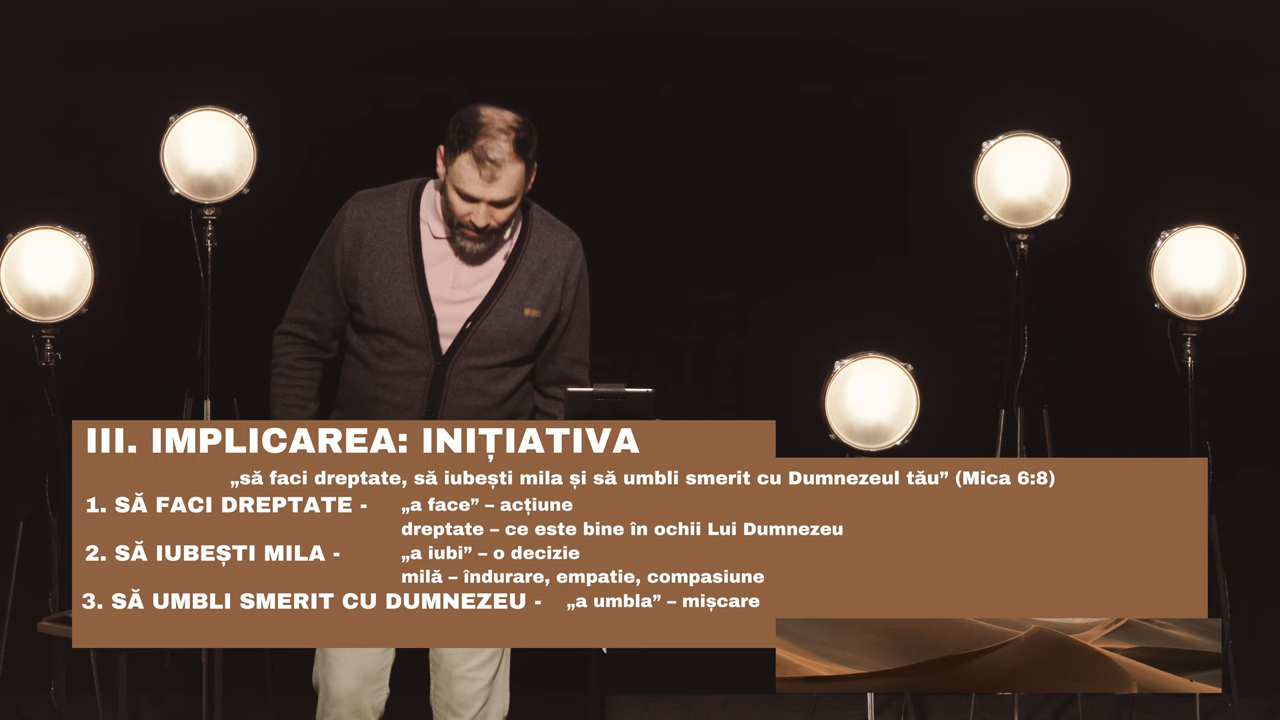 III. IMPLICAREA: INIȚIATIVA
„să faci dreptate, să iubești mila și să umbli smerit cu Dumnezeul tău” (Mica 6:8)
1. SĂ FACI DREPTATE - „a face” – acțiune
dreptate – ce este bine în ochii Lui Dumnezeu
2. SĂ IUBEȘTI MILA - „a iubi” – o decizie
milă – îndurare, empatie, compasiune
3. SĂ UMBLI SMERIT CU DUMNEZEU - „a umbla” – mișcare